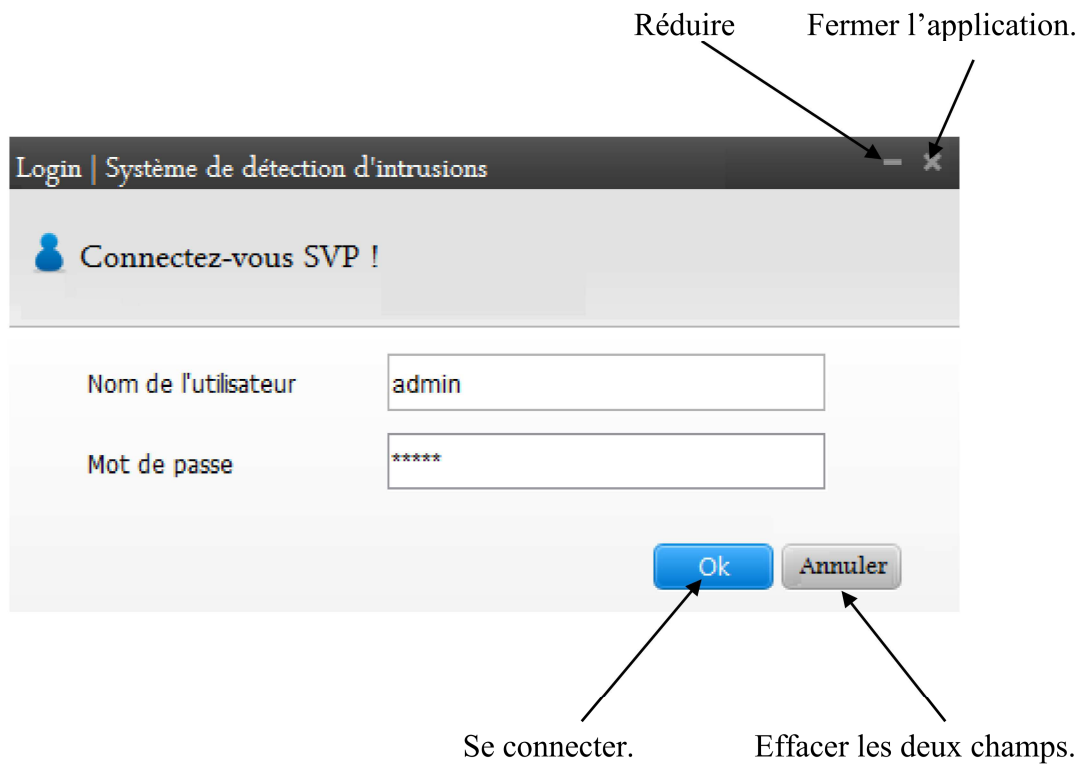 Réduire Fermer l’application.
Login | Système de détection d'intrusions
Connectez-vous SVP !
Nom de l'utilisateur admin
Mot de passe *****
Ok Annuler
Se connecter. Effacer les deux champs.